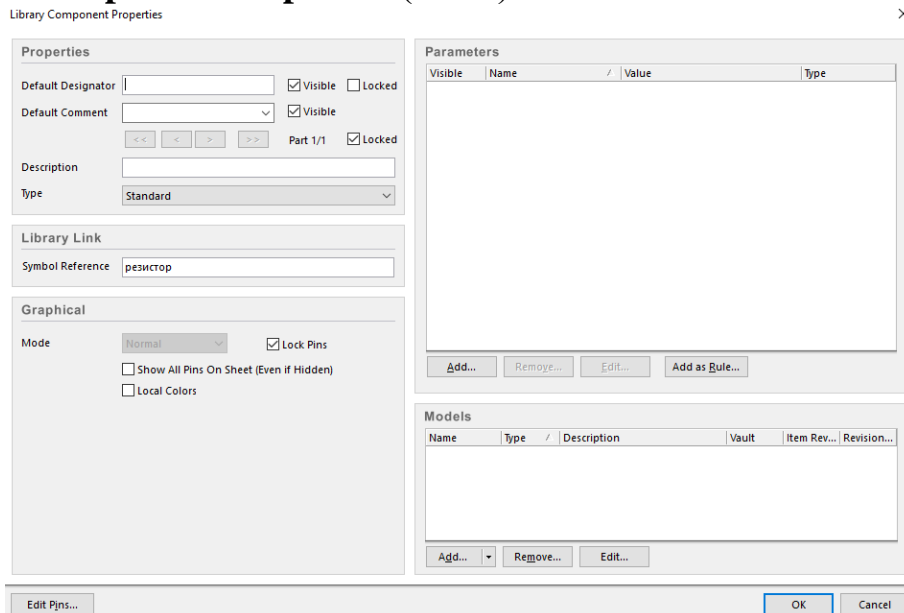 Library Component Properties
Properties
Default Designator
Visible
Locked
Default Comment
Visible
<< < > >> Part 1/1
Locked
Description
Type Standard
Library Link
Symbol Reference резистор
Graphical
Mode Normal
Lock Pins
Show All Pins On Sheet (Even if Hidden)
Local Colors
Parameters
Visible Name Value Type
Add... Remove... Edit... Add as Rule...
Models
Name Type Description Vault Item Rev... Revision...
Add... Remove... Edit...
Edit Pins...
OK Cancel